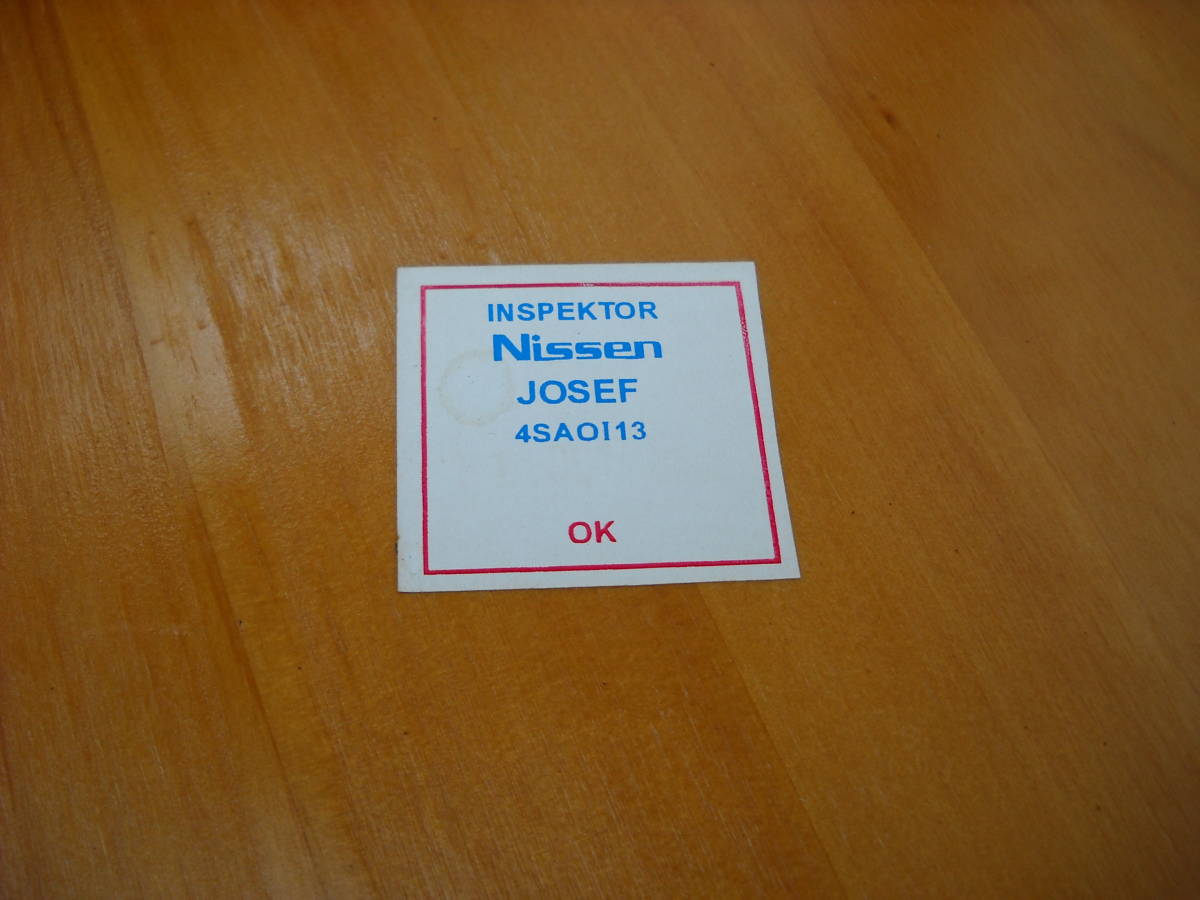 INSPEKTOR
Nissen
JOSEF
4SAOI13
OK